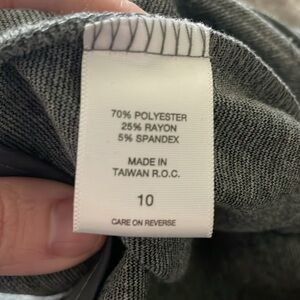 70% POLYESTER
25% RAYON
5% SPANDEX
MADE IN
TAIWAN R.O.C.
10
CARE ON REVERSE